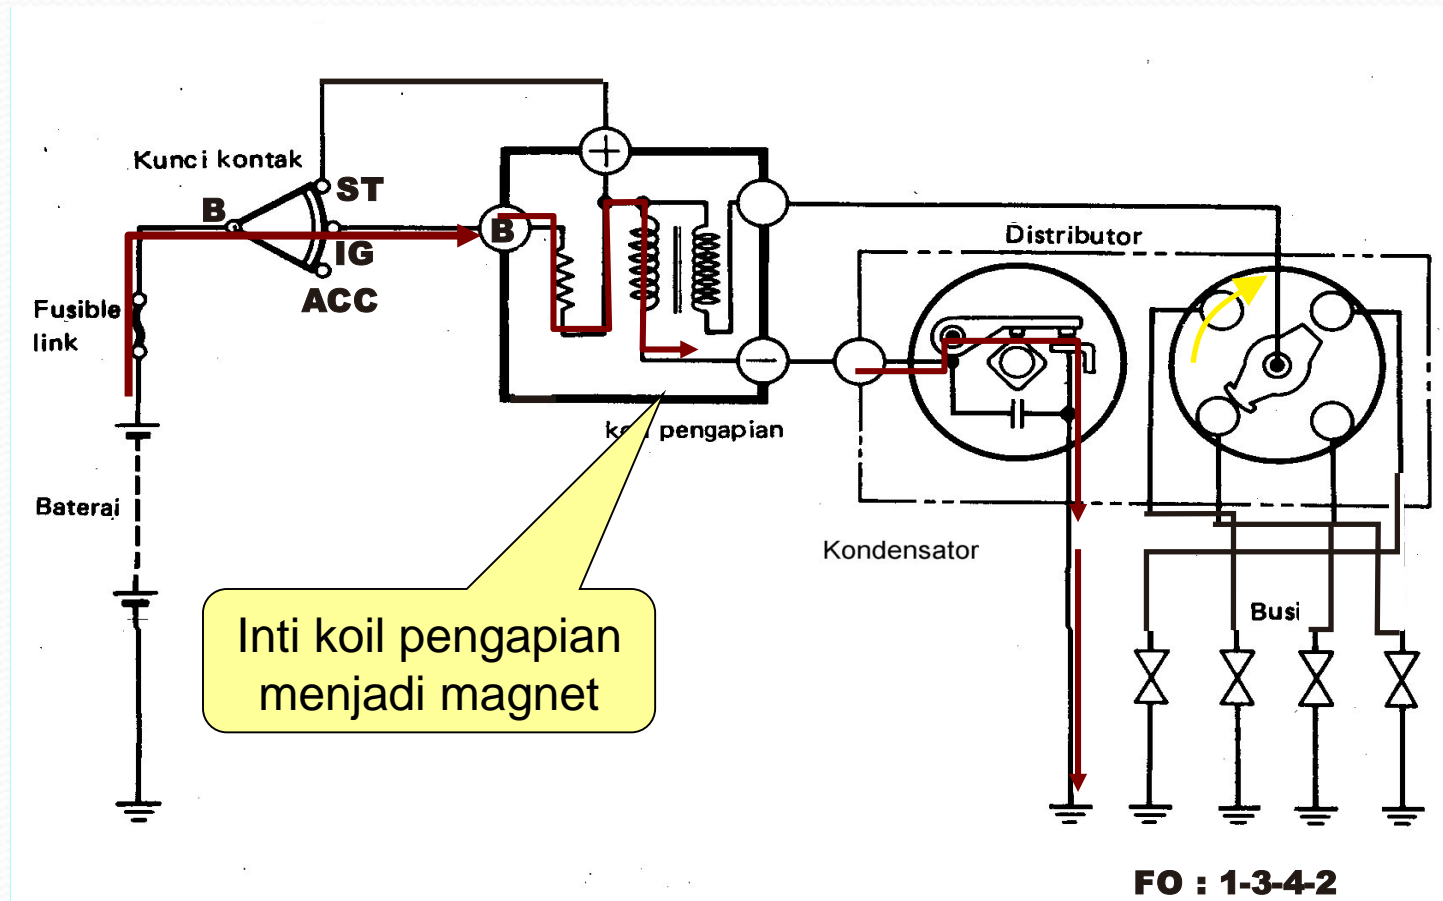 Kunci kontak
ST
B
IG
ACC
+
B
Distributor
Fusible
link
−
koil pengapian
Baterai
Kondensator
Inti koil pengapian
menjadi magnet
Busi
FO : 1-3-4-2